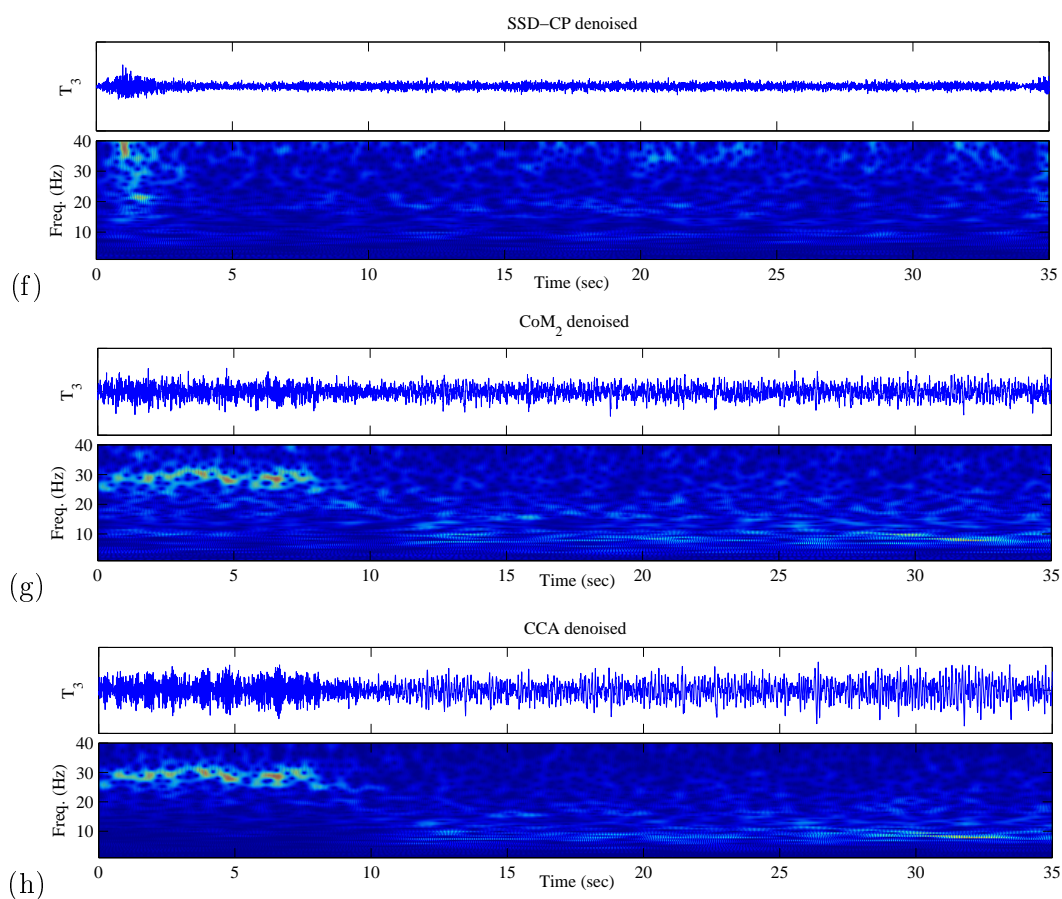 SSD−CP denoised
T3
Freq. (Hz)
40
30
20
10
0 5 10 15 20 25 30 35
Time (sec)
(f)
CoM2 denoised
T3
Freq. (Hz)
40
30
20
10
0 5 10 15 20 25 30 35
Time (sec)
(g)
CCA denoised
T3
Freq. (Hz)
40
30
20
10
0 5 10 15 20 25 30 35
Time (sec)
(h)